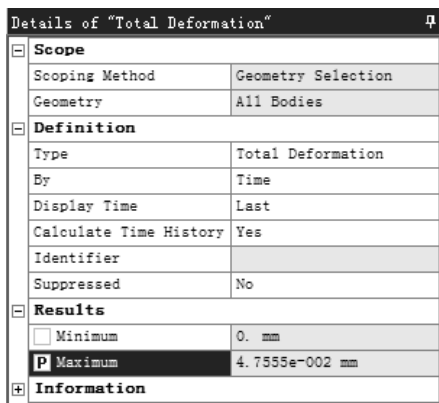 Details of "Total Deformation"
Scope
Scoping Method Geometry Selection
Geometry All Bodies
Definition
Type Total Deformation
By Time
Display Time Last
Calculate Time History Yes
Identifier
Suppressed No
Results
Minimum 0. mm
P Maximum 4.7555e-002 mm
Information